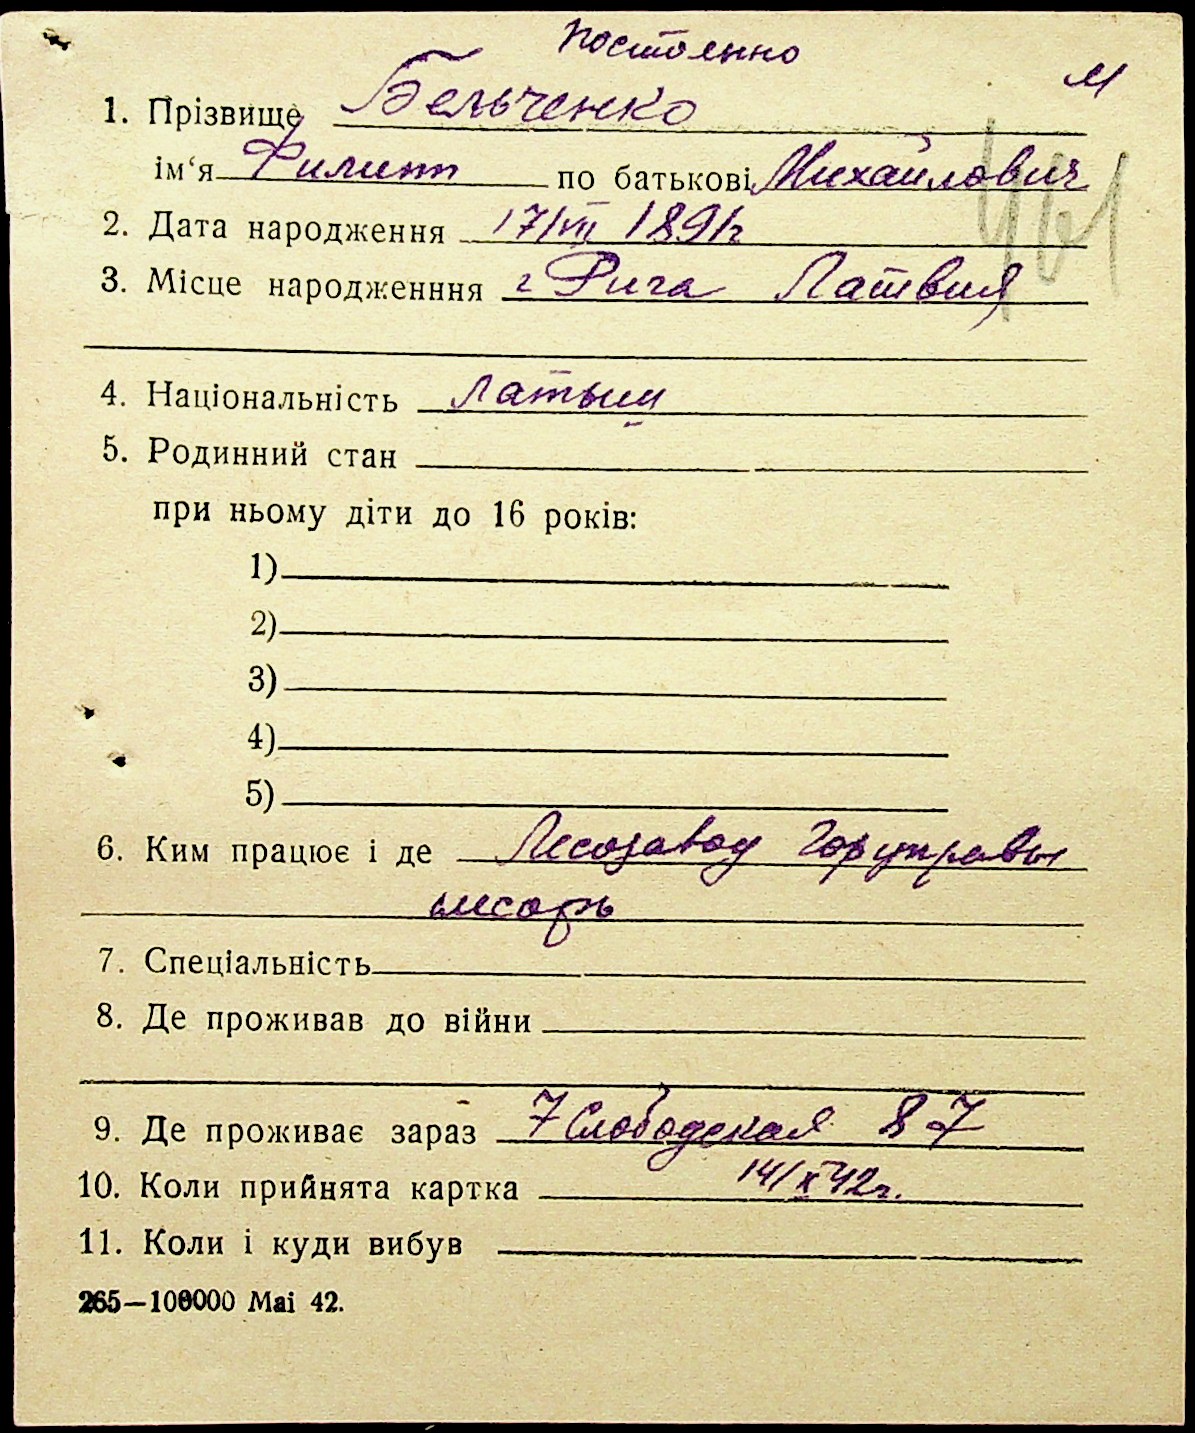 постоянно
м
1. Прізвище Бельченко
ім‘я Филипп по батькові Михайлович
461
2. Дата народження 17/VII 1891г
3. Місце народженння г Рига Латвия
4. Національність Латыш
5. Родинний стан
при ньому діти до 16 років:
1)
2)
3)
4)
5)
6. Ким працює і де Лесозавод Горуправы
слесарь
7. Спеціальність
8. Де проживав до війни
9. Де проживає зараз 7 Слободская 87
10. Коли прийнята картка 14/X 42г.
11. Коли і куди вибув
265—100000 Mai 42.